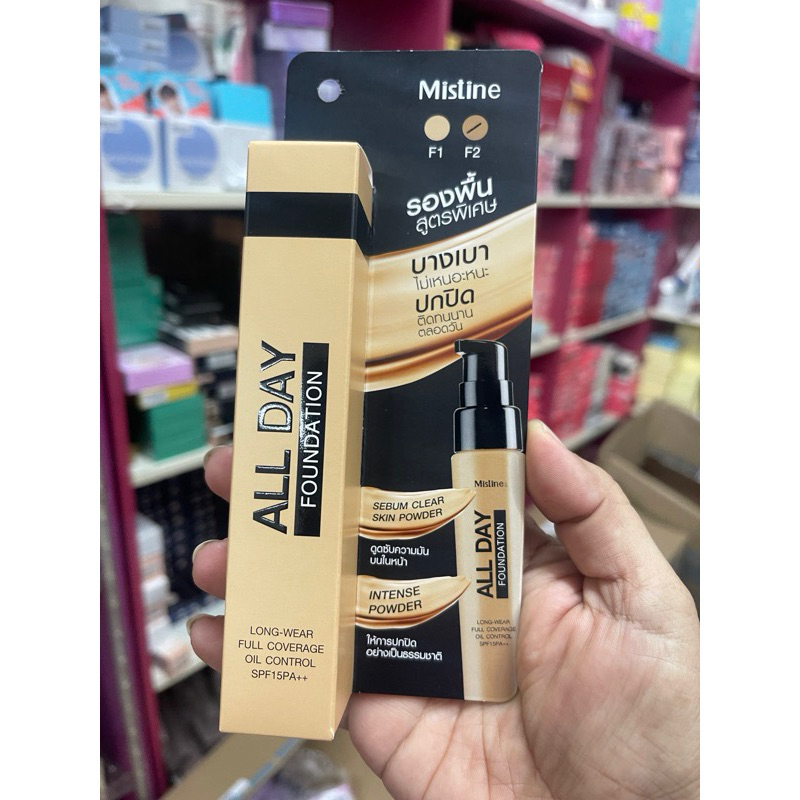 Mistine
F1 F2
รองพื้น
สูตรพิเศษ
บางเบา
ไม่เหนอะหนะ
ปกปิด
ติดทนนาน
ตลอดวัน
ALL DAY
FOUNDATION
LONG-WEAR
FULL COVERAGE
OIL CONTROL
SPF15PA++
SEBUM CLEAR
SKIN POWDER
ดูดซับความมัน
บนใบหน้า
INTENSE
POWDER
ให้การปกปิด
อย่างเป็นธรรมชาติ
Mistine
ALL DAY
FOUNDATION
LONG-WEAR
FULL COVERAGE
OIL CONTROL
SPF15PA++